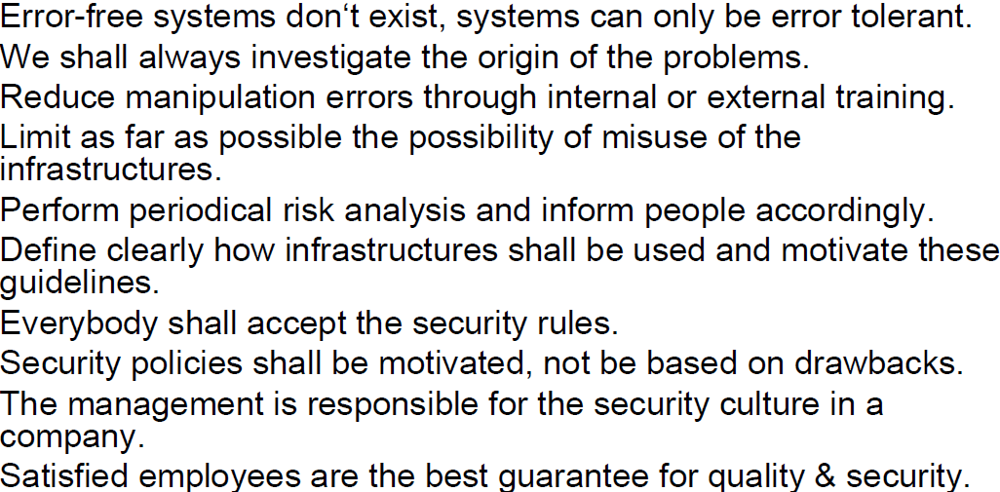 Error-free systems don‘t exist, systems can only be error tolerant.
We shall always investigate the origin of the problems.
Reduce manipulation errors through internal or external training.
Limit as far as possible the possibility of misuse of the
infrastructures.
Perform periodical risk analysis and inform people accordingly.
Define clearly how infrastructures shall be used and motivate these
guidelines.
Everybody shall accept the security rules.
Security policies shall be motivated, not be based on drawbacks.
The management is responsible for the security culture in a
company.
Satisfied employees are the best guarantee for quality & security.